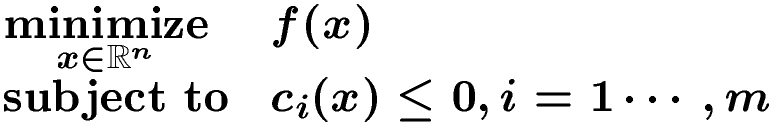 minimize f(x)
x∈ℝⁿ
subject to cᵢ(x) ≤ 0, i = 1 ⋯ , m